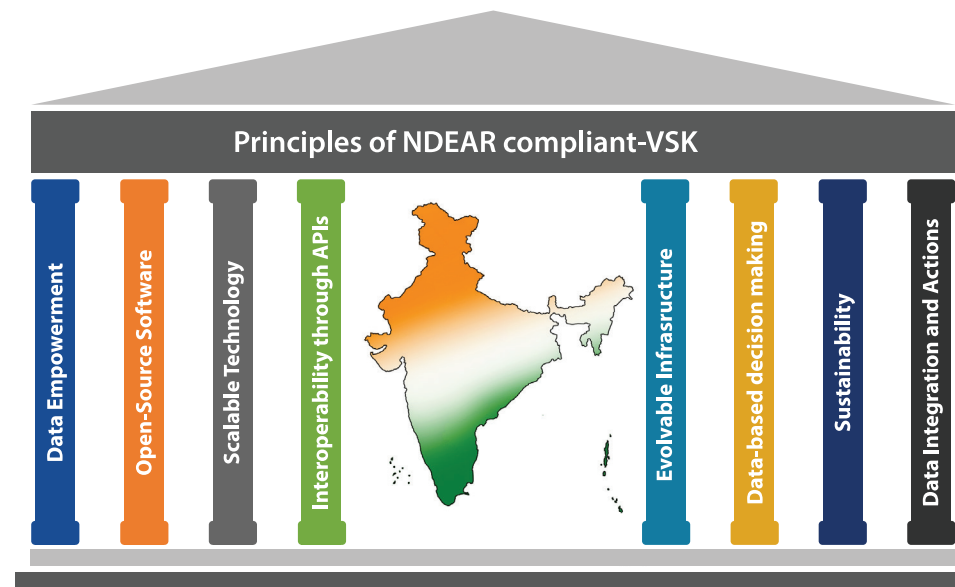 Principles of NDEAR compliant-VSK
Data Empowerment
Open-Source Software
Scalable Technology
Interoperability through APIs
Evolvable Infrasructure
Data-based decision making
Sustainability
Data Integration and Actions